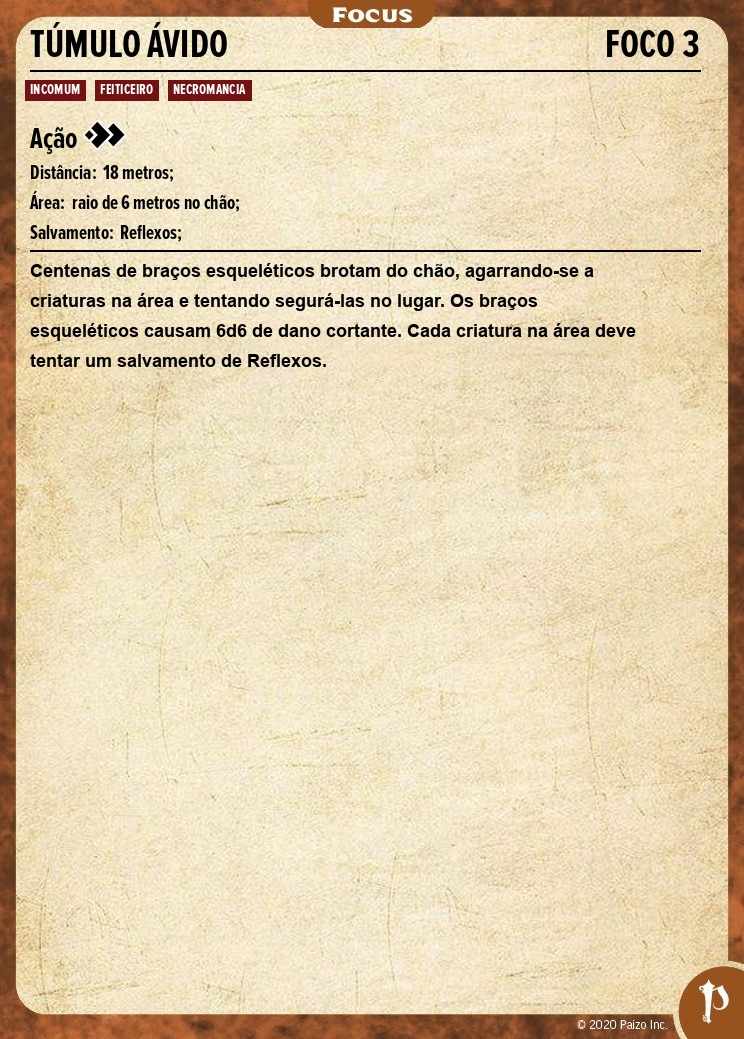 Focus
TÚMULO ÁVIDO FOCO 3
INCOMUM FEITICEIRO NECROMANCIA
Ação
Distância: 18 metros;
Área: raio de 6 metros no chão;
Salvamento: Reflexos;
Centenas de braços esqueléticos brotam do chão, agarrando-se a
criaturas na área e tentando segurá-las no lugar. Os braços
esqueléticos causam 6d6 de dano cortante. Cada criatura na área deve
tentar um salvamento de Reflexos.
© 2020 Paizo Inc.